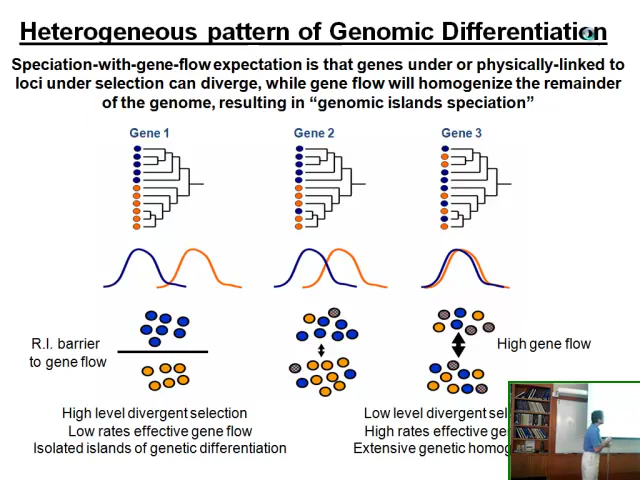 Heterogeneous pattern of Genomic Differentiation
Speciation-with-gene-flow expectation is that genes under or physically-linked to
loci under selection can diverge, while gene flow will homogenize the remainder
of the genome, resulting in “genomic islands speciation”
Gene 1 Gene 2 Gene 3
R.I. barrier
to gene flow
High gene flow
High level divergent selection
Low rates effective gene flow
Isolated islands of genetic differentiation
Low level divergent
High rates effective
Extensive genetic